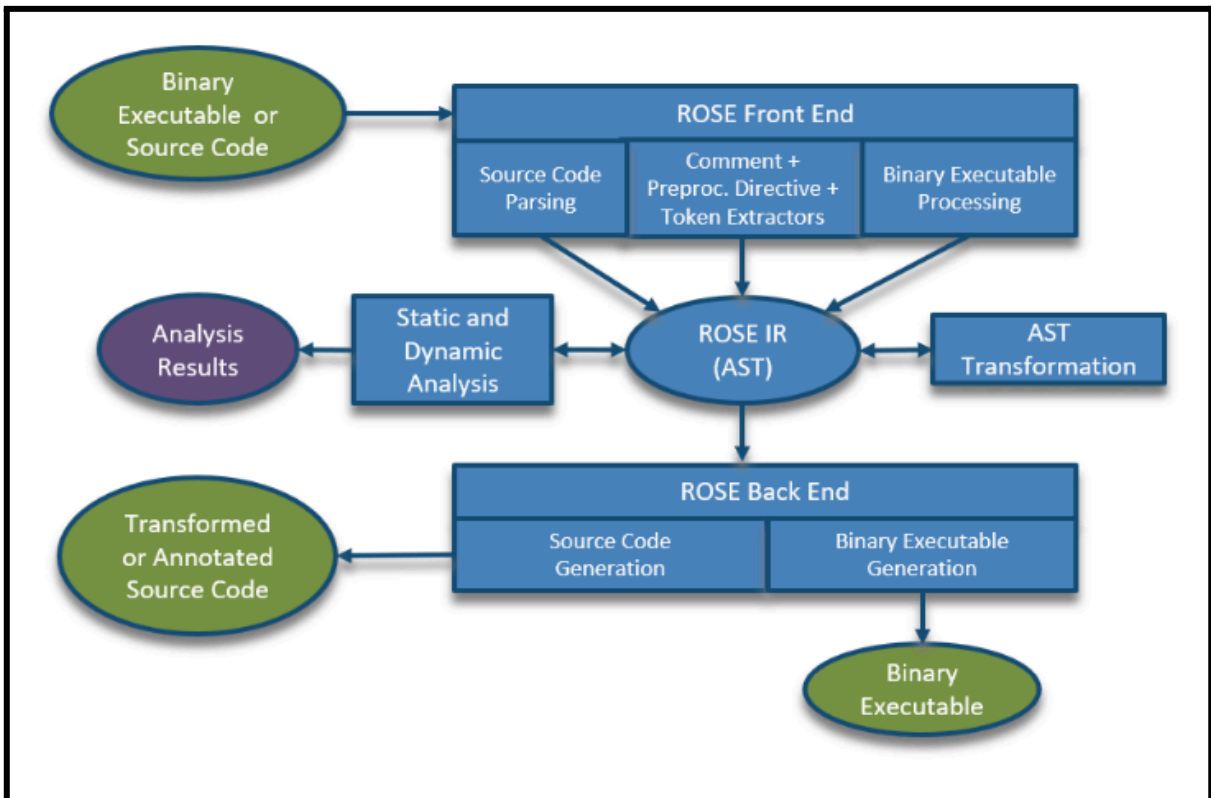 Binary
Executable or
Source Code
ROSE Front End
Source Code
Parsing
Comment +
Preproc. Directive +
Token Extractors
Binary Executable
Processing
Analysis
Results
Static and
Dynamic
Analysis
ROSE IR
(AST)
AST
Transformation
ROSE Back End
Source Code
Generation
Binary Executable
Generation
Transformed
or Annotated
Source Code
Binary
Executable